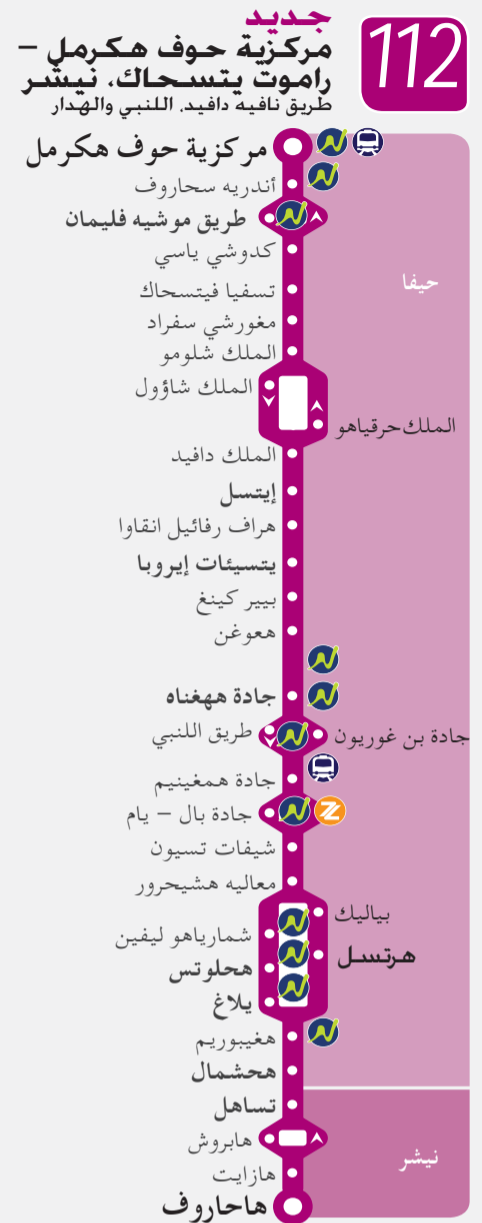 جديد
مركزية حوف هكرمل –
راموت يتسحاك، نيشر
طريق نافيه دافيد، اللنبي والهدار
112
مركزية حوف هكرمل
أندريه سحاروف
طريق موشيه فليمان
كدوشي ياسي
حيفا
تسفيا فيتسحاك
مغورشي سفراد
الملك شلومو
الملك شاؤول
الملك حرقياهو
الملك دافيد
إيتسل
هراف رفائيل انقاوا
يتسيئات إيروبا
بيير كينغ
هعوغن
جادة ههغناه
طريق اللنبي
جادة بن غوريون
جادة همغينيم
جادة بال – يام
شيفات تسيون
معاليه هشيحرور
بياليك
شمارياهو ليفين
هرتسل
هحلوتس
يلاغ
هغيبوريم
هحشمال
تساهل
هابروش
نيشر
هازايت
هاحاروف